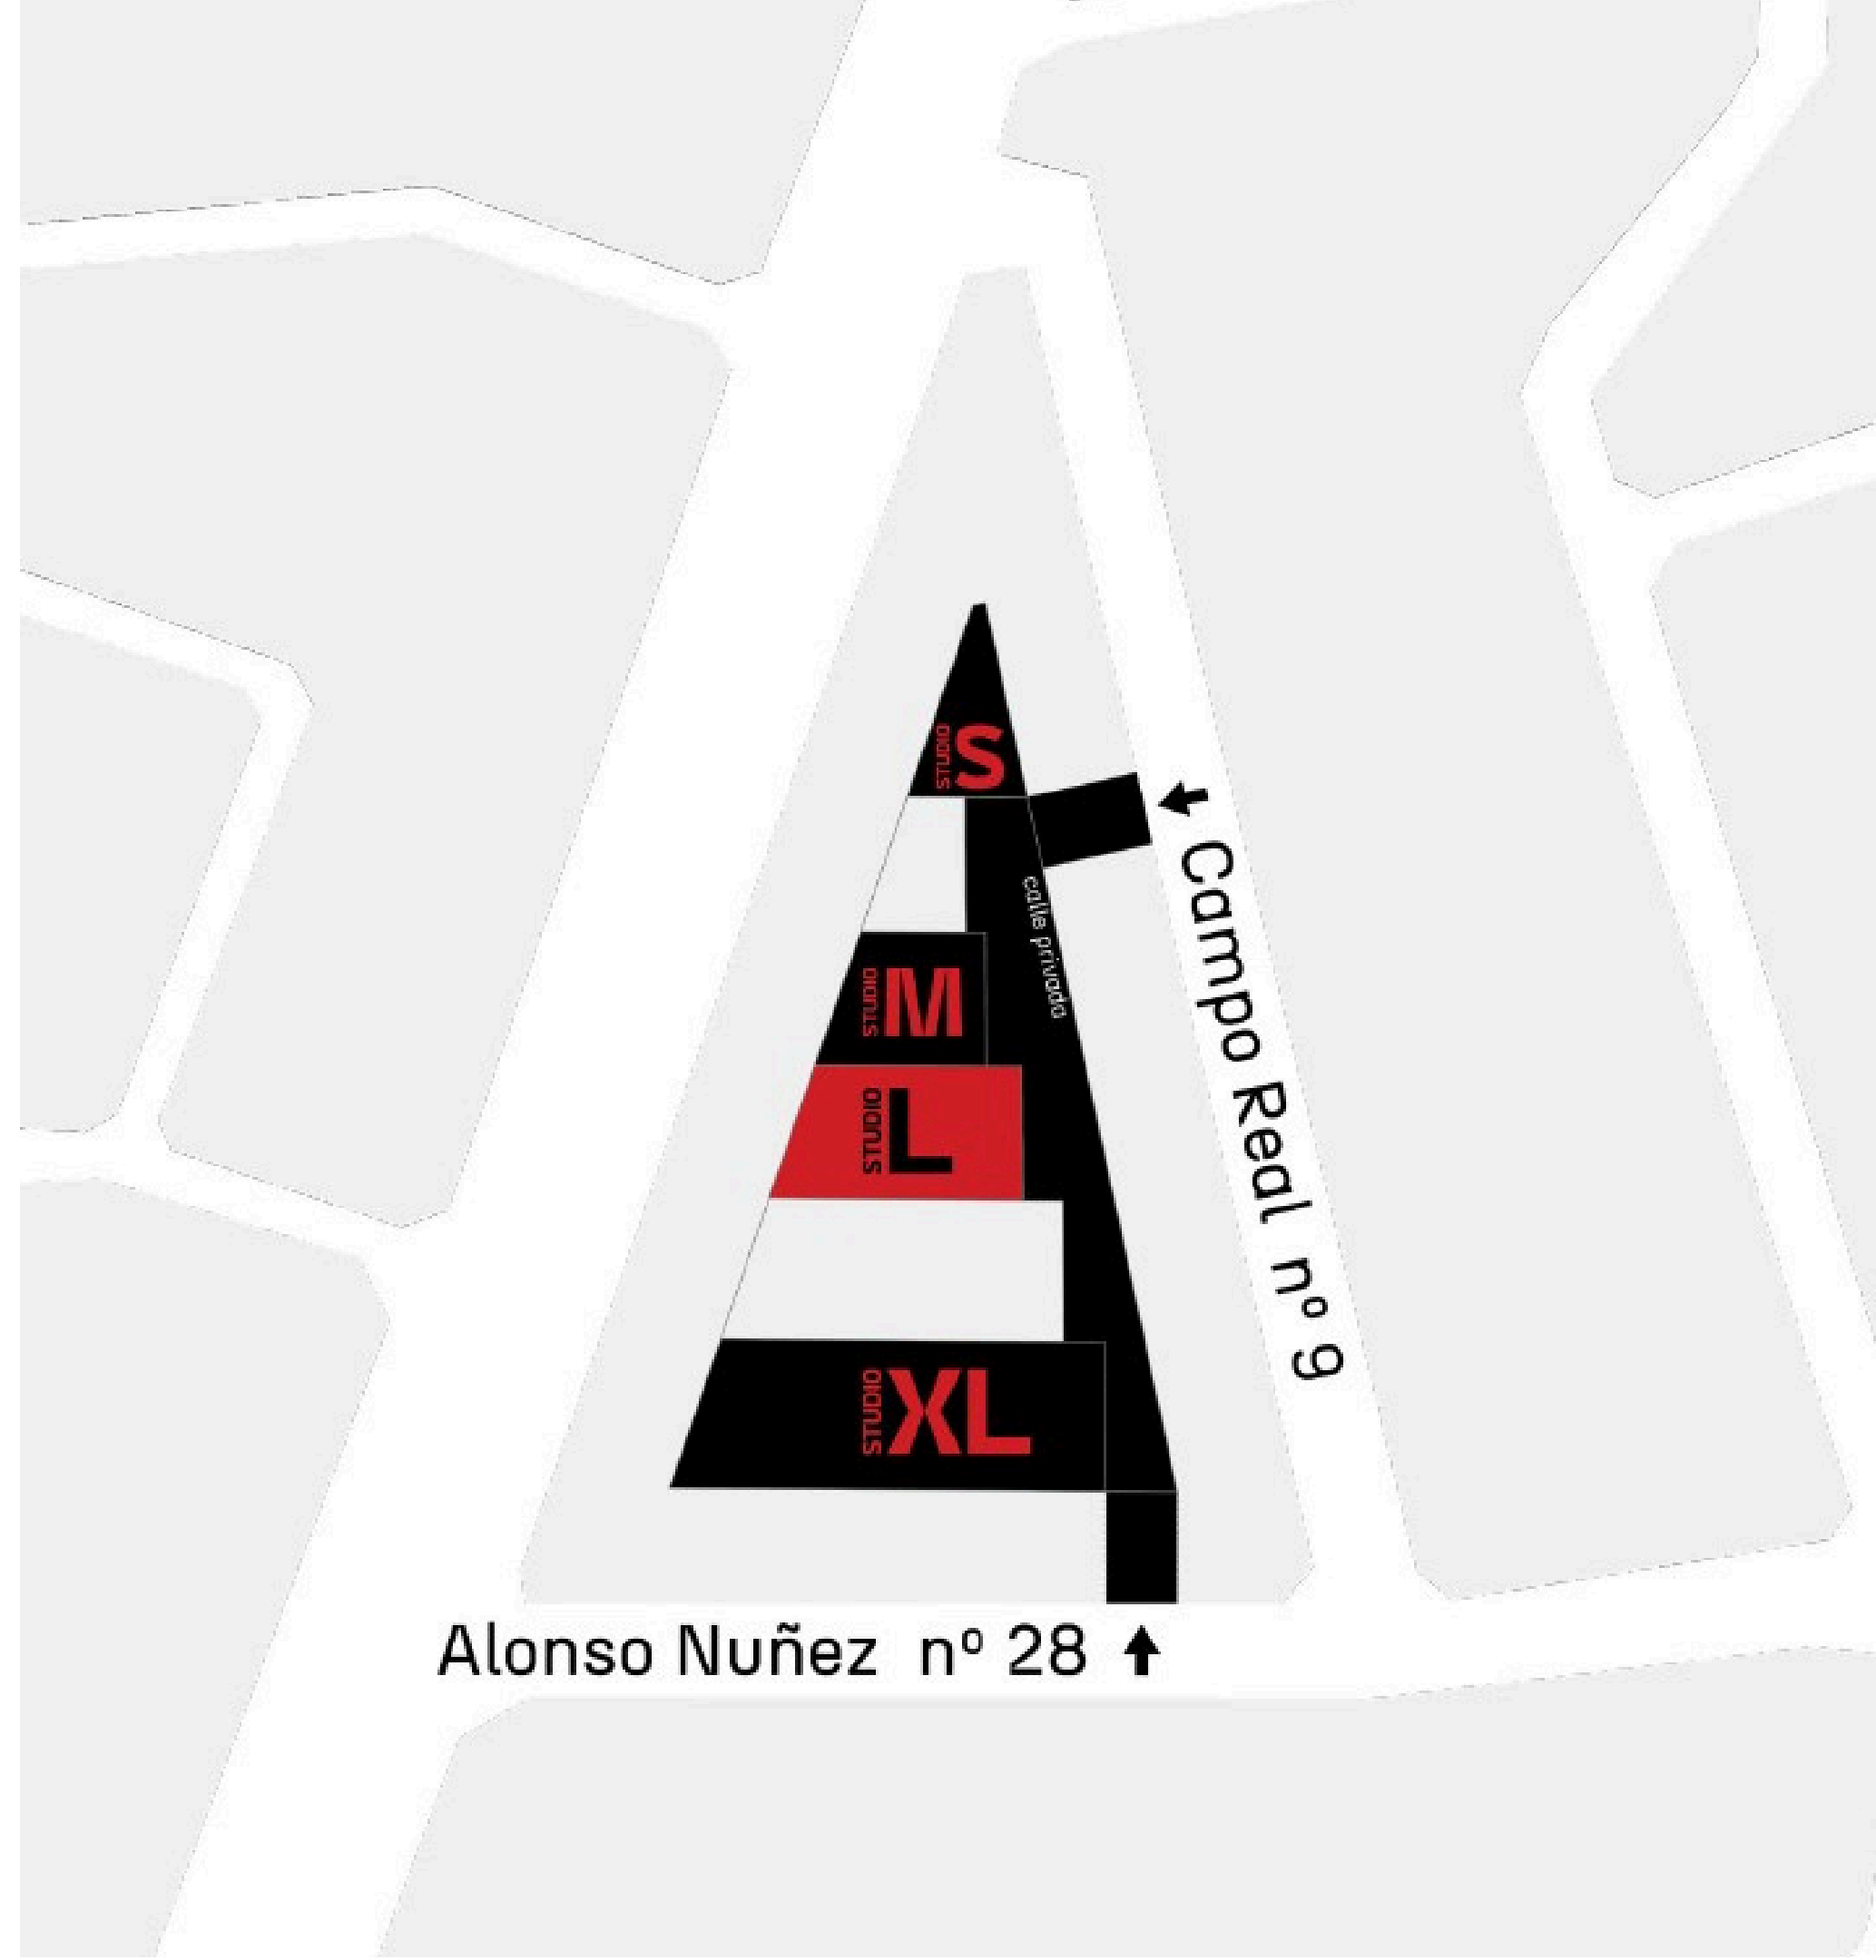 STUDIO S
calle privada
Campo Real nº 9
STUDIO M
STUDIO L
STUDIO XL
Alonso Nuñez nº 28